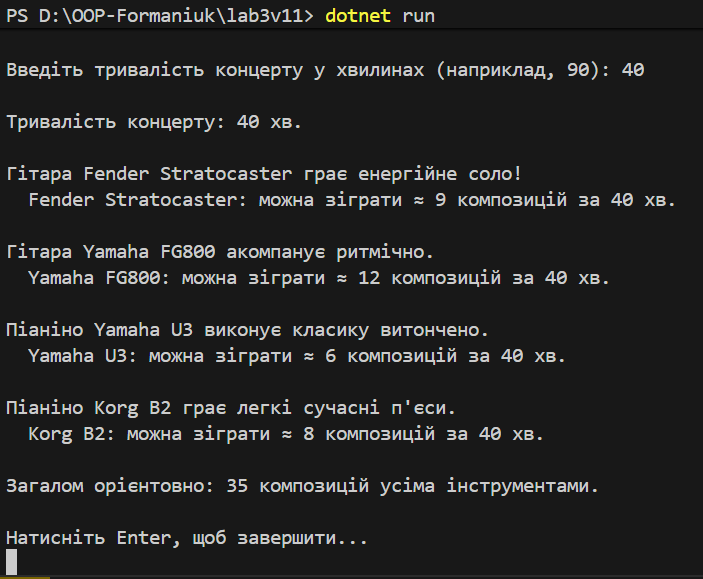 PS D:\OOP-Formaniuk\lab3v11> dotnet run
Введіть тривалість концерту у хвилинах (наприклад, 90): 40
Тривалість концерту: 40 хв.
Гітара Fender Stratocaster грає енергійне соло!
Fender Stratocaster: можна зіграти ≈ 9 композицій за 40 хв.
Гітара Yamaha FG800 акомпанує ритмічно.
Yamaha FG800: можна зіграти ≈ 12 композицій за 40 хв.
Піаніно Yamaha U3 виконує класику витончено.
Yamaha U3: можна зіграти ≈ 6 композицій за 40 хв.
Піаніно Korg B2 грає легкі сучасні п'єси.
Korg B2: можна зіграти ≈ 8 композицій за 40 хв.
Загалом орієнтовно: 35 композицій усіма інструментами.
Натисніть Enter, щоб завершити...